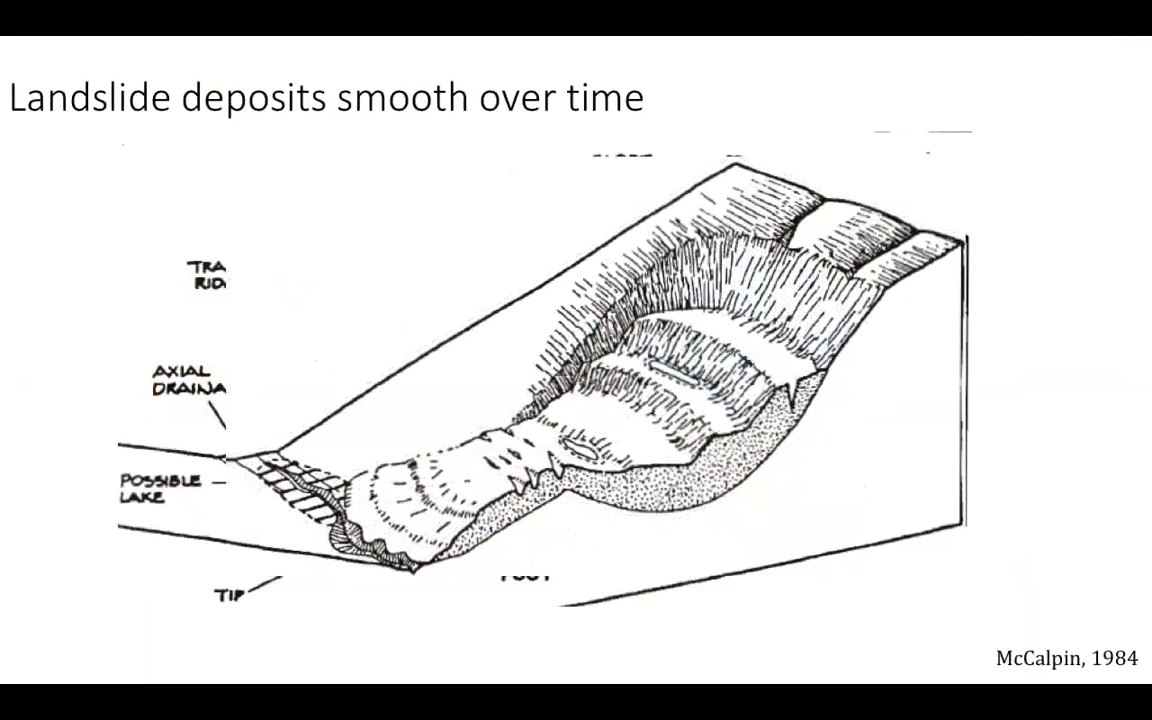 Landslide deposits smooth over time
TRA
RID
AXIAL
DRAINA
POSSIBLE
LAKE
TIP
McCalpin, 1984